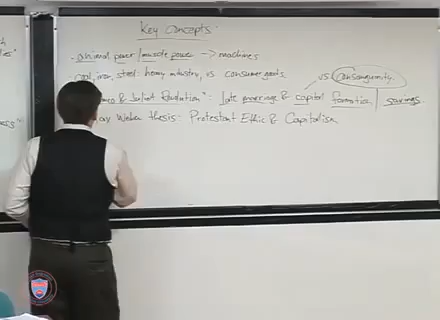 Key Concepts:
- animal power / muscle power -> machines
- coal, iron, steel: heavy industry, vs consumer goods
vs. Consanguinity.
& Juliet Revolution": Late marriage & capital formation | savings
Weber thesis: Protestant Ethic & Capitalism